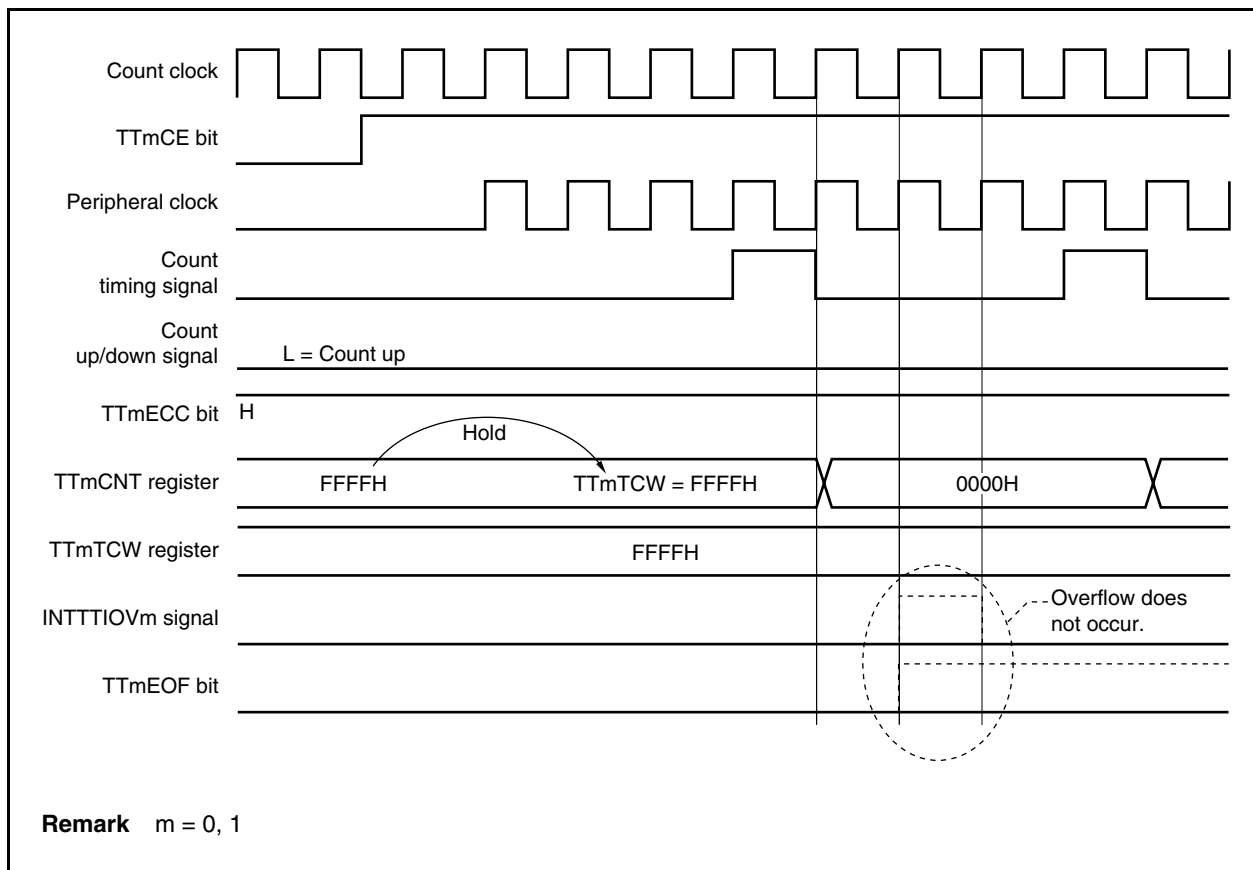 Count clock
TTmCE bit
Peripheral clock
Count
timing signal
Count
up/down signal
L = Count up
TTmECC bit
H
Hold
TTmCNT register
FFFFH
TTmTCW = FFFFH
0000H
TTmTCW register
FFFFH
INTTTIOVm signal
Overflow does
not occur.
TTmEOF bit
Remark m = 0, 1